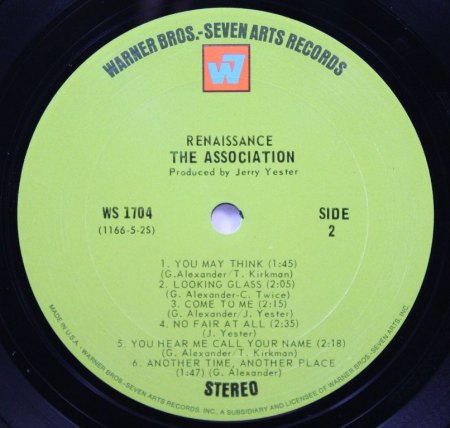 WARNER BROS.-SEVEN ARTS RECORDS
W7
RENAISSANCE
THE ASSOCIATION
Produced by Jerry Yester
WS 1704
(1166-5-2S)
SIDE
2
1. YOU MAY THINK (1:45)
(G.Alexander/T. Kirkman)
2. LOOKING GLASS (2:05)
(G. Alexander-C. Twice)
3. COME TO ME (2:15)
(G. Alexander/J. Yester)
4. NO FAIR AT ALL (2:35)
(J. Yester)
5. YOU HEAR ME CALL YOUR NAME (2:18)
(G. Alexander/T. Kirkman)
6. ANOTHER TIME, ANOTHER PLACE
(1:47) (G. Alexander)
STEREO
MADE IN U.S.A. · WARNER BROS.-SEVEN ARTS RECORDS, INC., A SUBSIDIARY AND LICENSEE OF WARNER BROS.-SEVEN ARTS, INC.